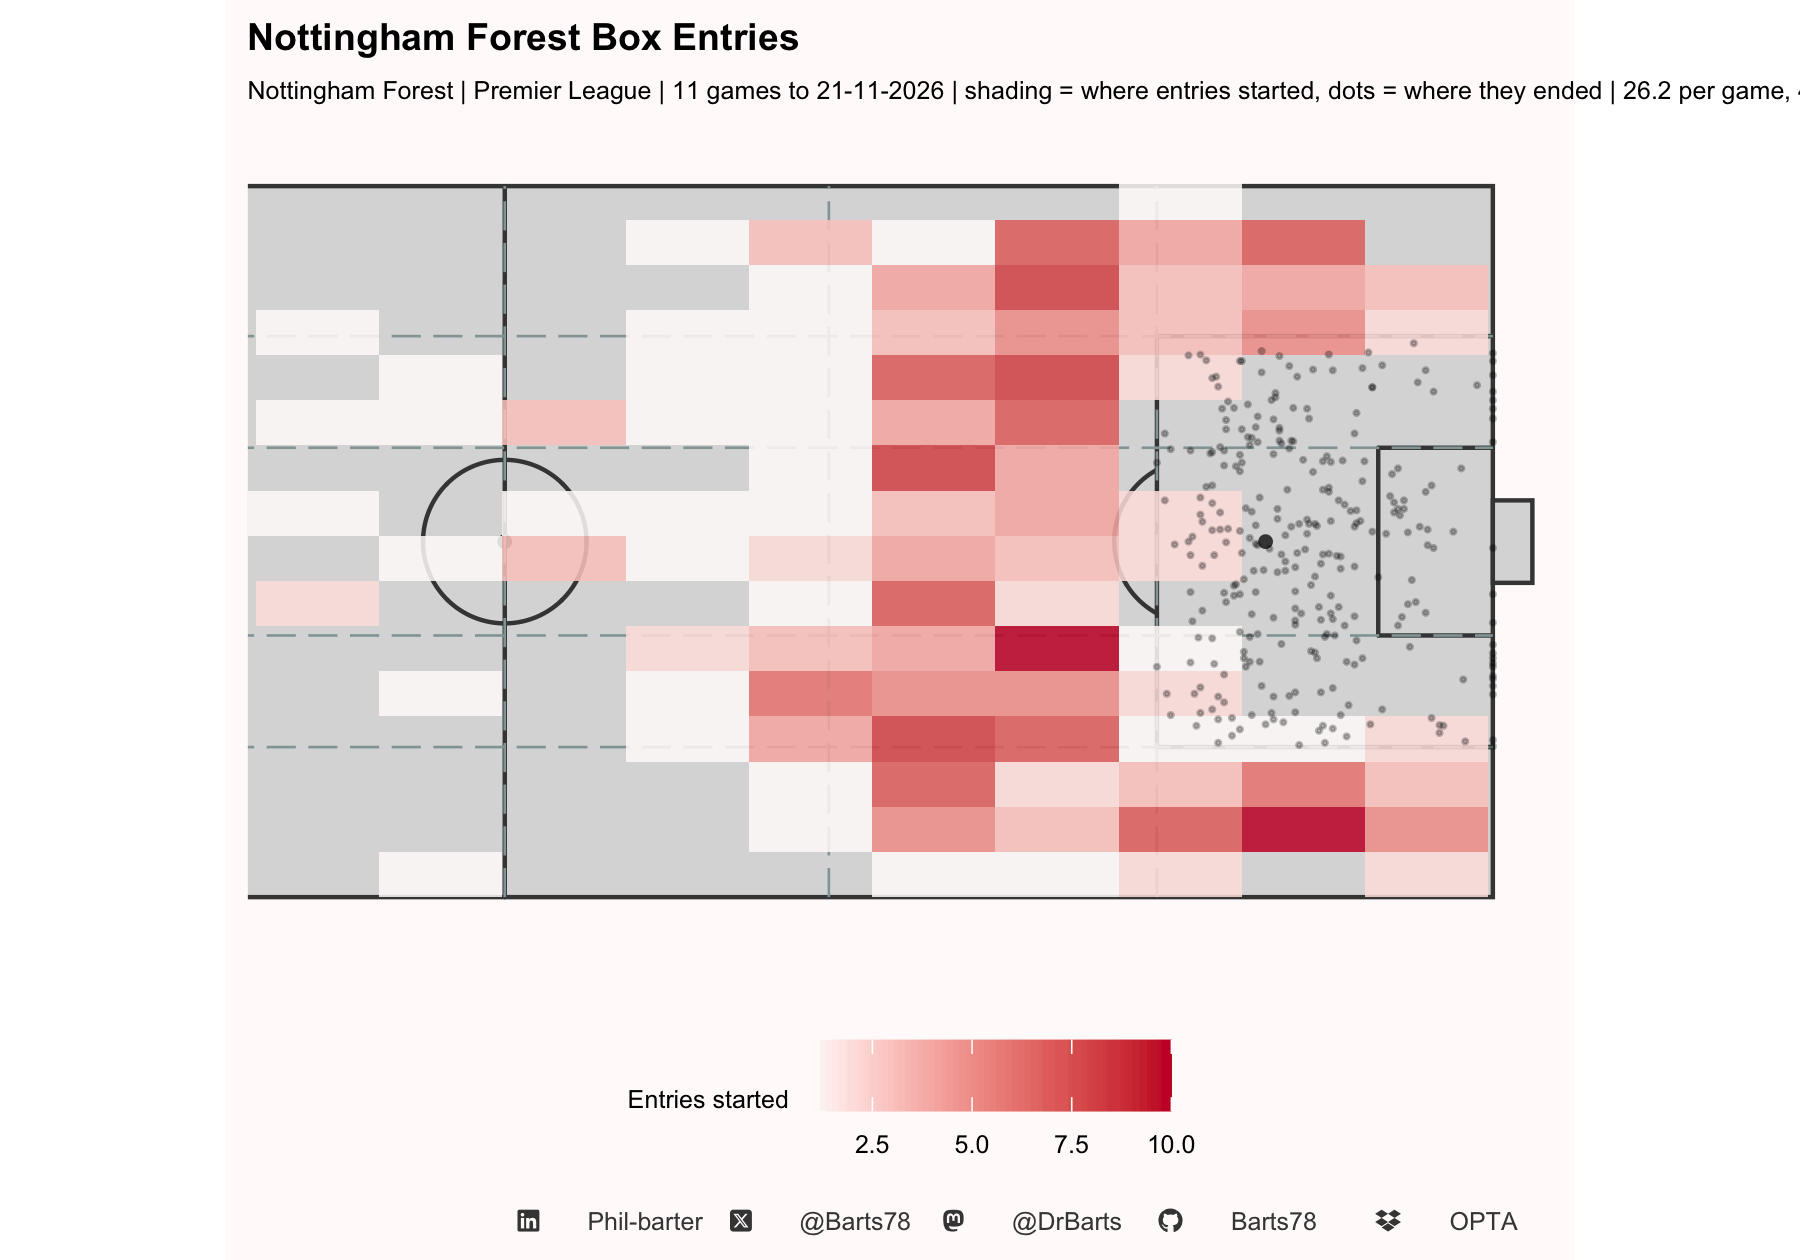 Nottingham Forest Box Entries
Nottingham Forest | Premier League | 11 games to 21-11-2026 | shading = where entries started, dots = where they ended | 26.2 per game,
Entries started
2.5 5.0 7.5 10.0
Phil-barter @Barts78 @DrBarts Barts78 OPTA